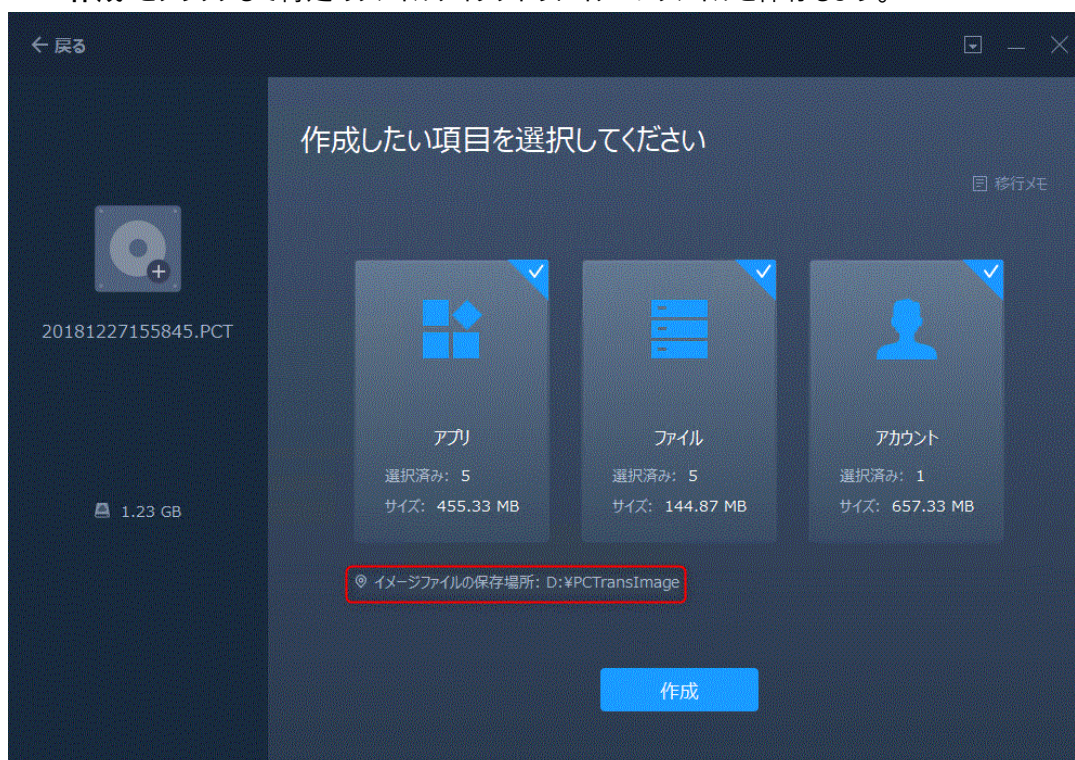 ← 戻る
作成したい項目を選択してください
移行メモ
20181227155845.PCT
1.23 GB
アプリ
選択済み: 5
サイズ: 455.33 MB
ファイル
選択済み: 5
サイズ: 144.87 MB
アカウント
選択済み: 1
サイズ: 657.33 MB
イメージファイルの保存場所: D:¥PCTransImage
作成